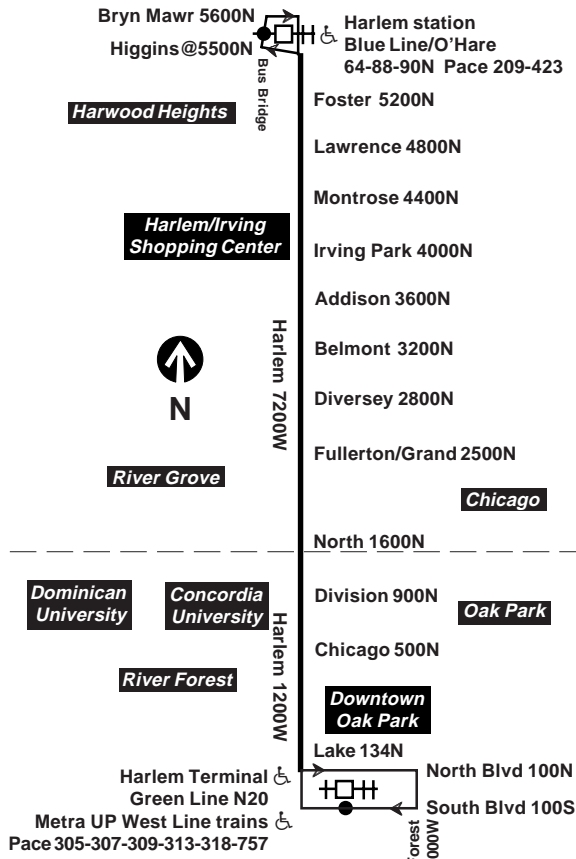 Bryn Mawr 5600N
Higgins@5500N
Bus Bridge
Harlem station
Blue Line/O'Hare
64-88-90N Pace 209-423
Harwood Heights
Foster 5200N
Lawrence 4800N
Montrose 4400N
Harlem/Irving
Shopping Center
Irving Park 4000N
Addison 3600N
Harlem 7200W
Belmont 3200N
N
Diversey 2800N
Fullerton/Grand 2500N
River Grove
Chicago
North 1600N
Dominican
University
Concordia
University
Division 900N
Oak Park
Harlem 1200W
Chicago 500N
River Forest
Downtown
Oak Park
Lake 134N
Harlem Terminal
Green Line N20
Metra UP West Line trains
Pace 305-307-309-313-318-757
North Blvd 100N
South Blvd 100S